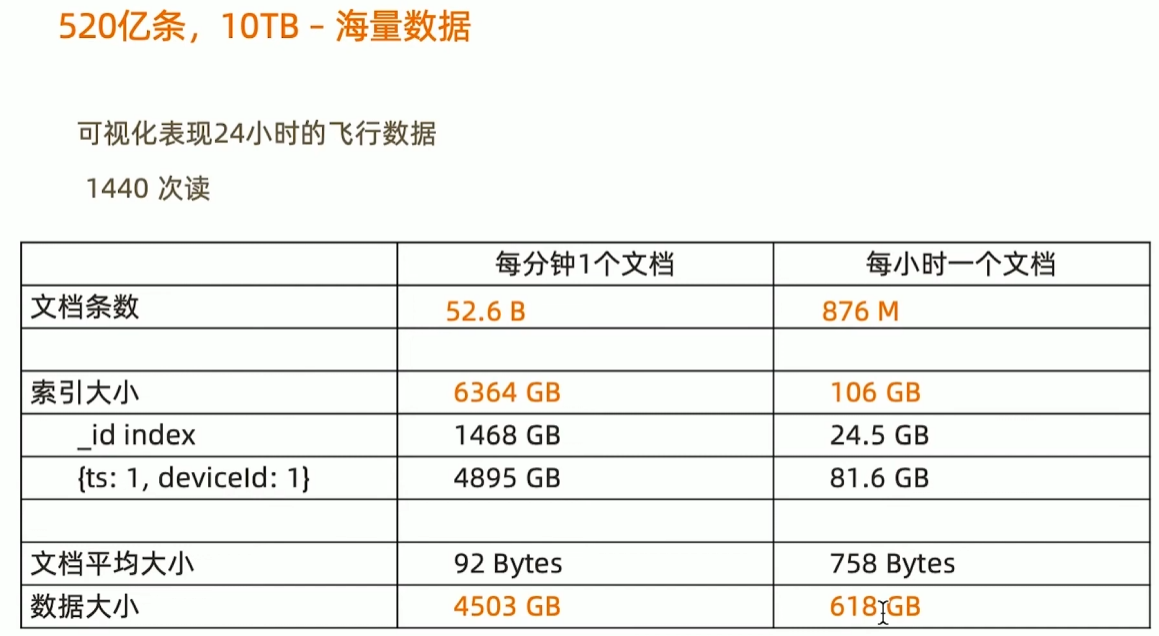 520亿条，10TB – 海量数据
可视化表现24小时的飞行数据
1440 次读
每分钟1个文档 每小时一个文档
文档条数 52.6 B 876 M
索引大小 6364 GB 106 GB
_id index 1468 GB 24.5 GB
{ts: 1, deviceId: 1} 4895 GB 81.6 GB
文档平均大小 92 Bytes 758 Bytes
数据大小 4503 GB 618 GB